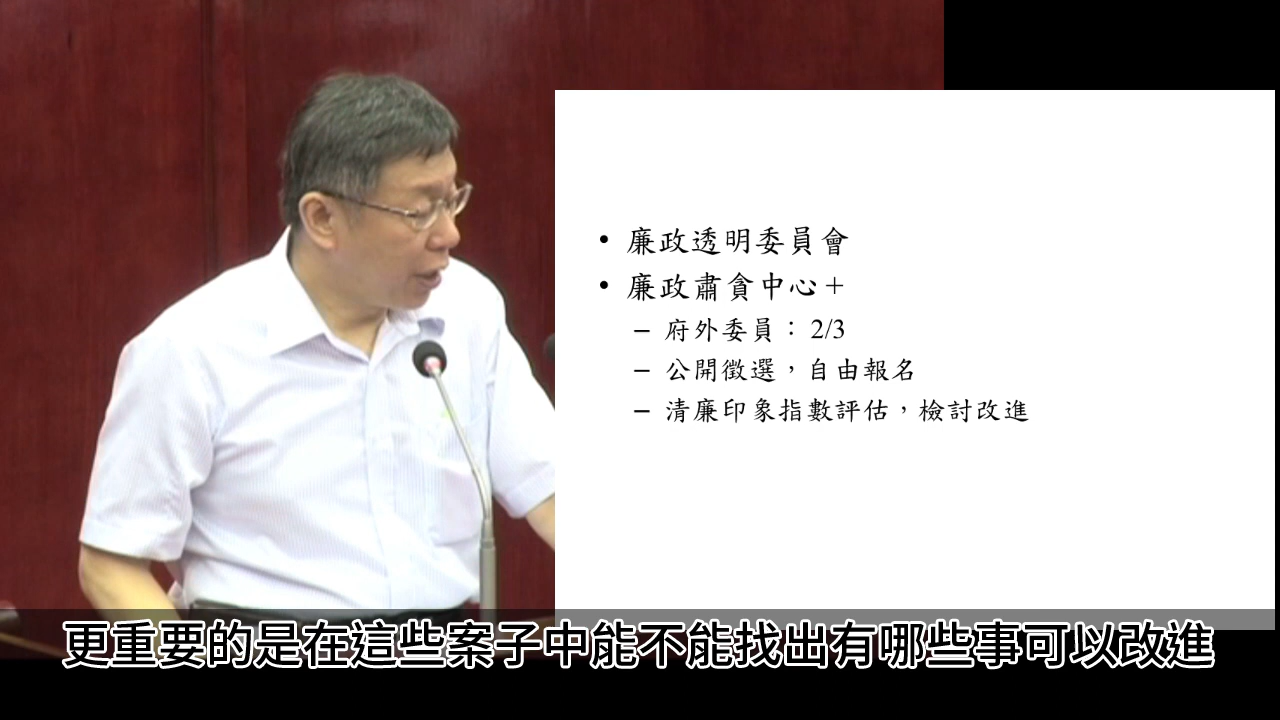 • 廉政透明委員會
• 廉政肅貪中心+
– 府外委員：2/3
– 公開徵選，自由報名
– 清廉印象指數評估，檢討改進
更重要的是在這些案子中能不能找出有哪些事可以改進